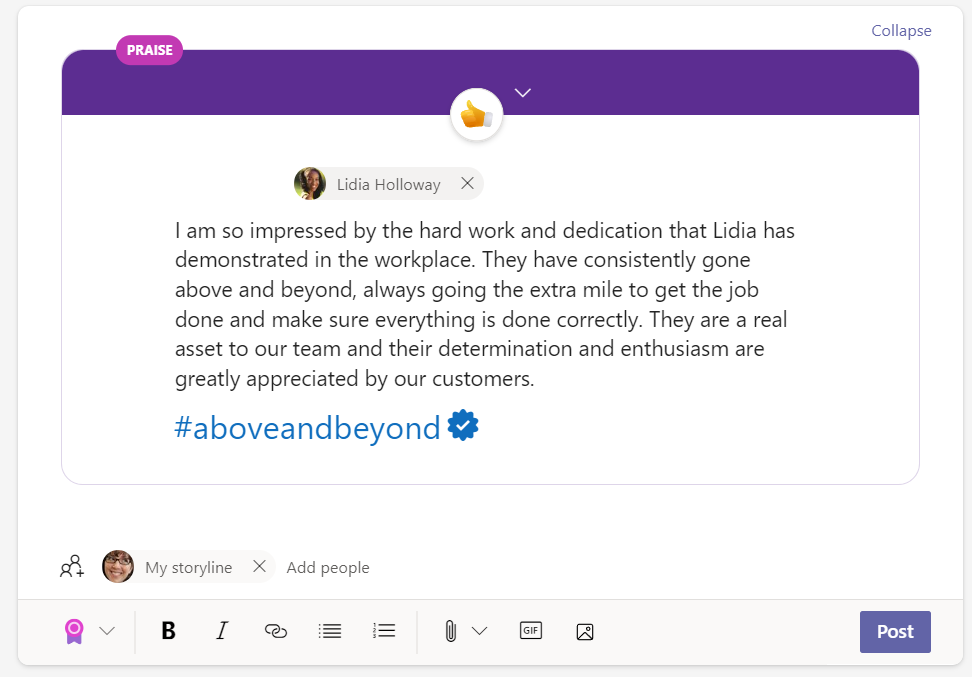 Collapse
PRAISE
Lidia Holloway
I am so impressed by the hard work and dedication that Lidia has
demonstrated in the workplace. They have consistently gone
above and beyond, always going the extra mile to get the job
done and make sure everything is done correctly. They are a real
asset to our team and their determination and enthusiasm are
greatly appreciated by our customers.
#aboveandbeyond
My storyline
Add people
B I GIF Post